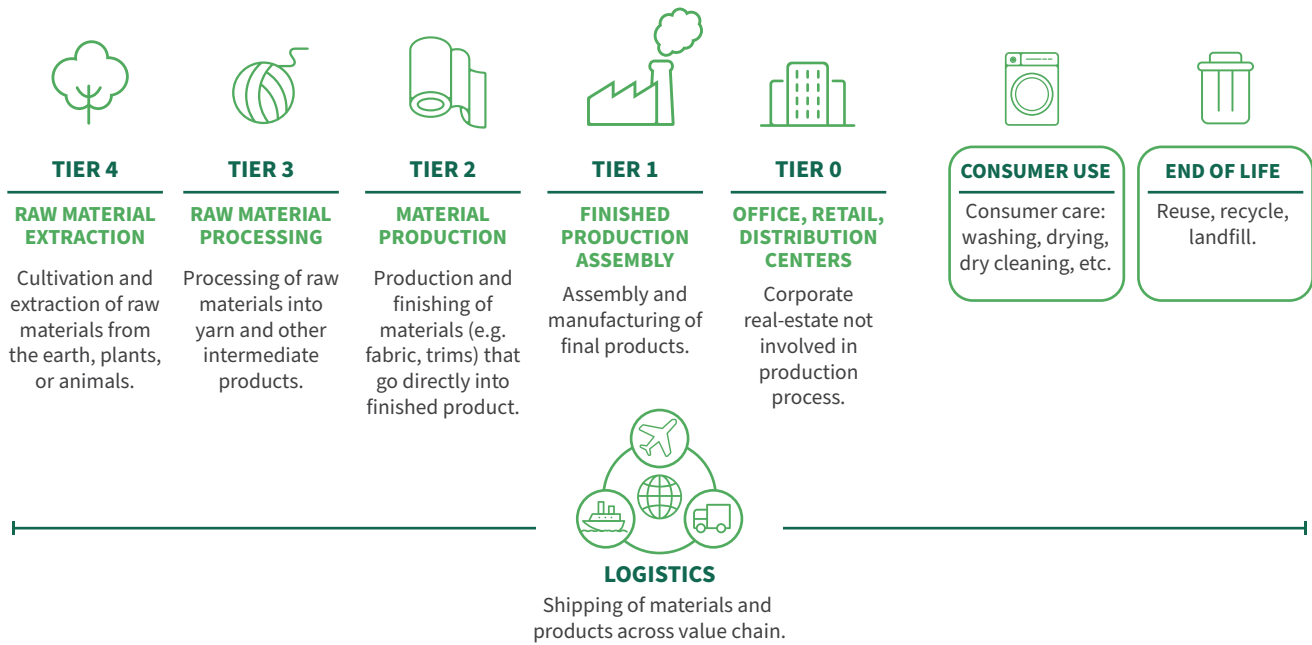 TIER 4
RAW MATERIAL
EXTRACTION
Cultivation and
extraction of raw
materials from
the earth, plants,
or animals.
TIER 3
RAW MATERIAL
PROCESSING
Processing of raw
materials into
yarn and other
intermediate
products.
TIER 2
MATERIAL
PRODUCTION
Production and
finishing of
materials (e.g.
fabric, trims) that
go directly into
finished product.
TIER 1
FINISHED
PRODUCTION
ASSEMBLY
Assembly and
manufacturing of
final products.
TIER 0
OFFICE, RETAIL,
DISTRIBUTION
CENTERS
Corporate
real-estate not
involved in
production
process.
CONSUMER USE
Consumer care:
washing, drying,
dry cleaning, etc.
END OF LIFE
Reuse, recycle,
landfill.
LOGISTICS
Shipping of materials and
products across value chain.